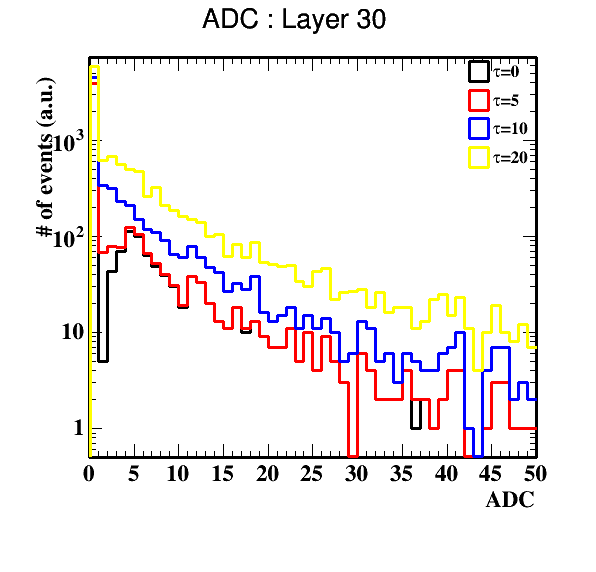 ADC : Layer 30
# of events (a.u.)
10³
10²
10
1
τ=0
τ=5
τ=10
τ=20
0 5 10 15 20 25 30 35 40 45 50
ADC